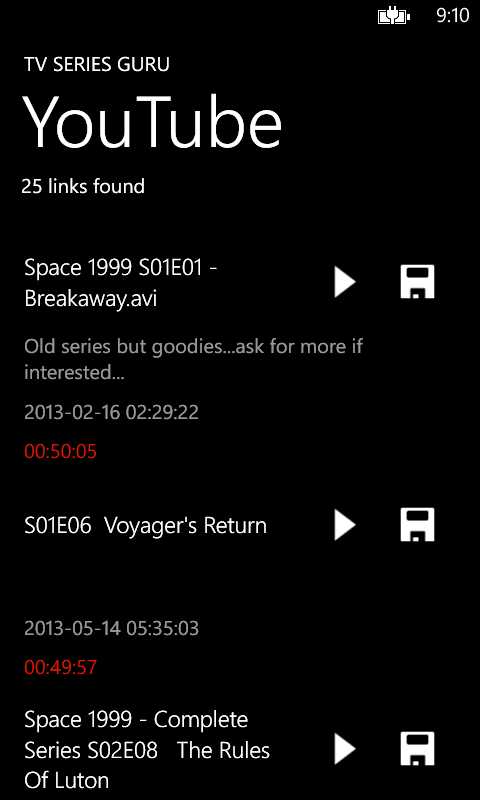 9:10
TV SERIES GURU
YouTube
25 links found
Space 1999 S01E01 -
Breakaway.avi
Old series but goodies...ask for more if
interested...
2013-02-16 02:29:22
00:50:05
S01E06  Voyager's Return
2013-05-14 05:35:03
00:49:57
Space 1999 - Complete
Series S02E08   The Rules
Of Luton